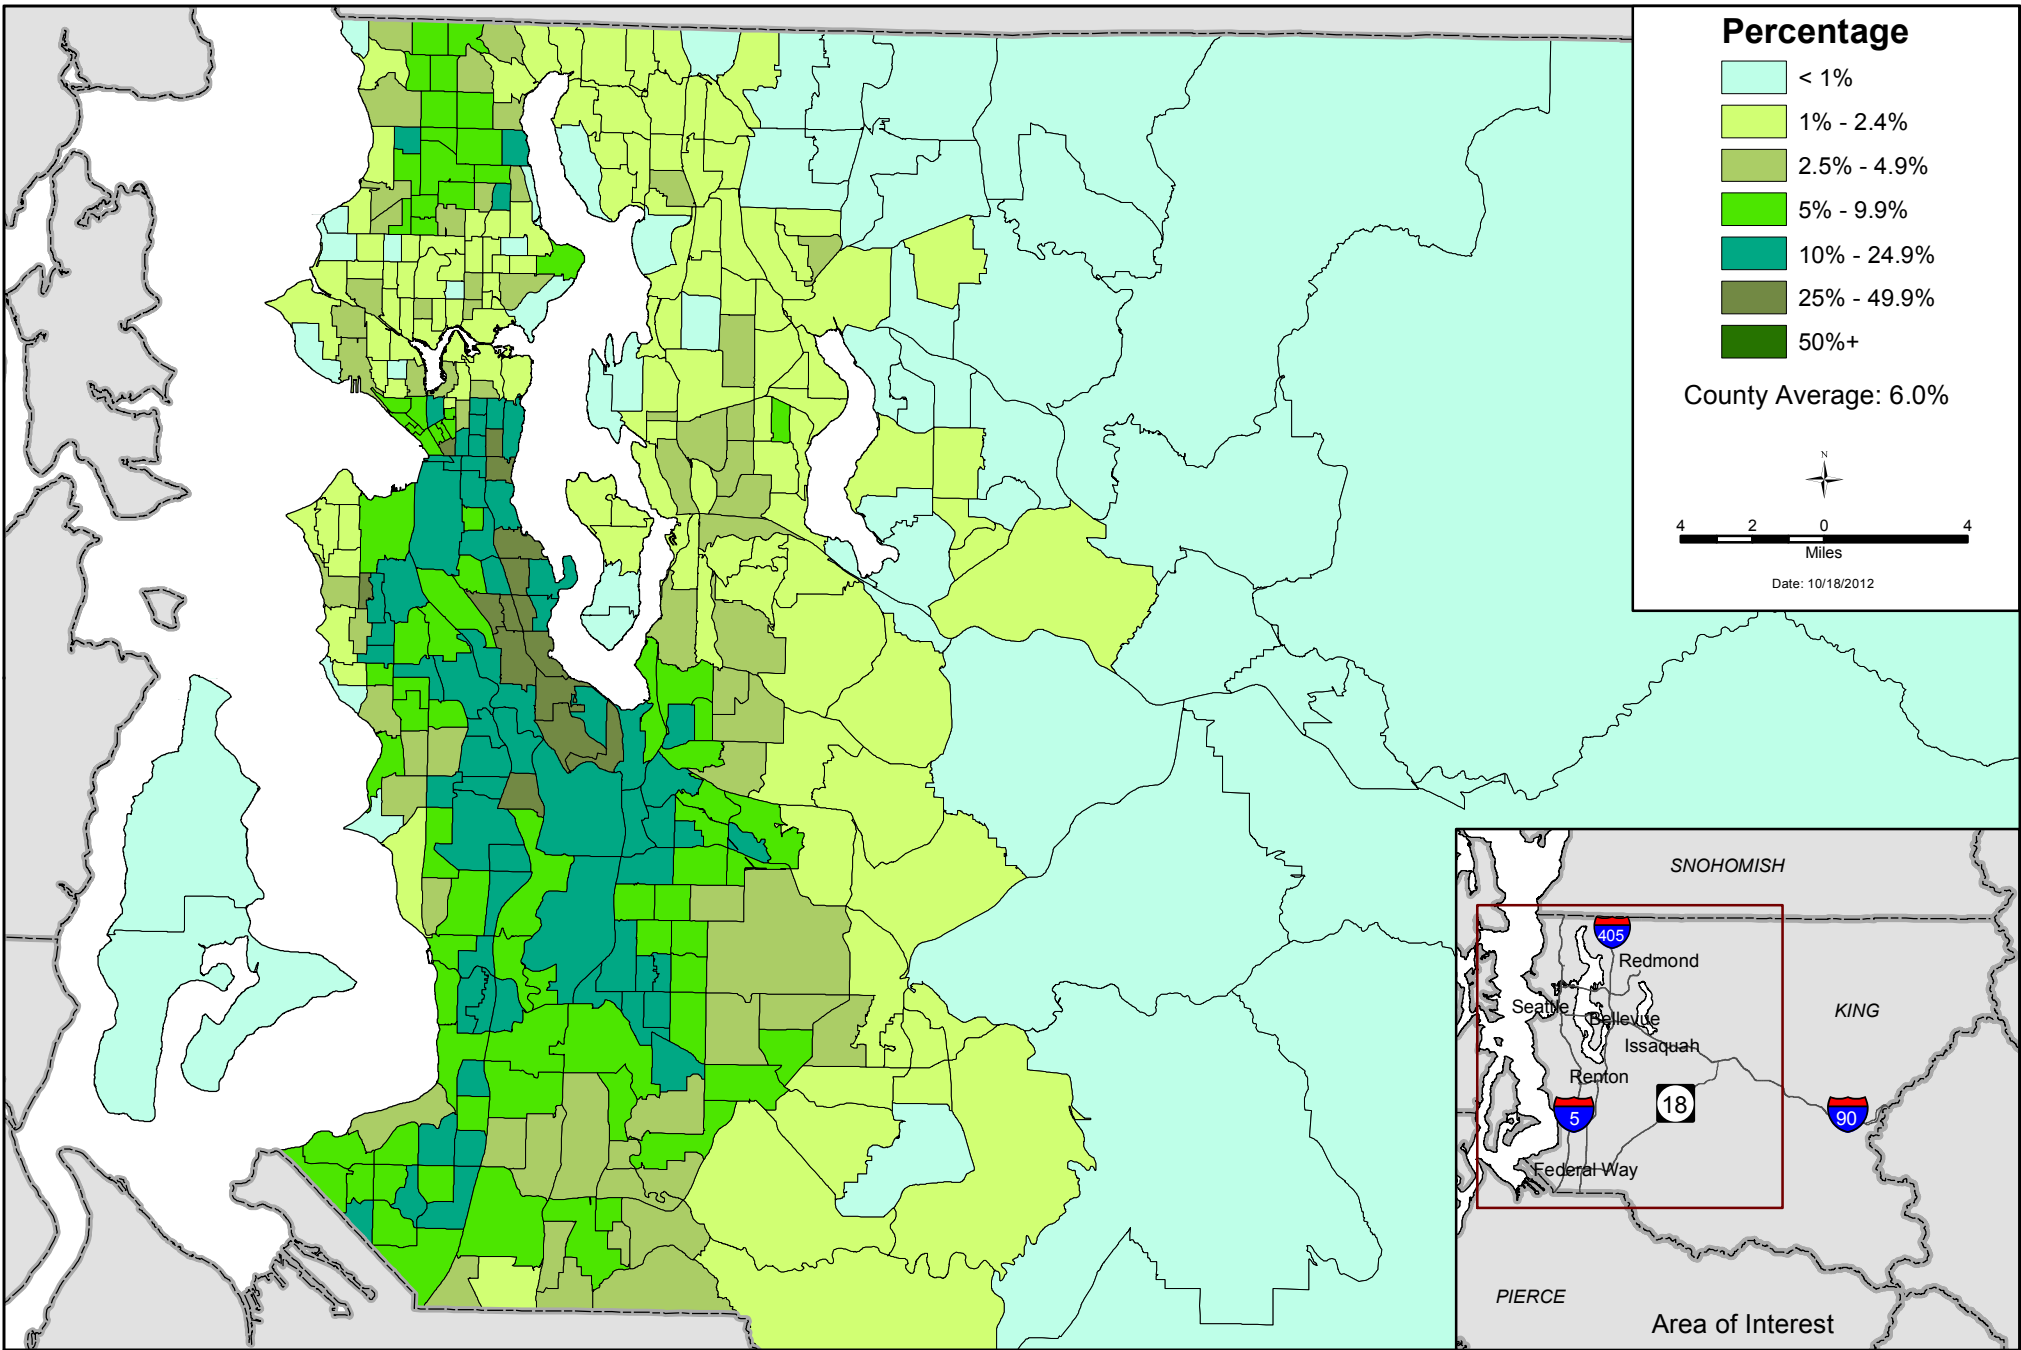 Percentage
< 1%
1% - 2.4%
2.5% - 4.9%
5% - 9.9%
10% - 24.9%
25% - 49.9%
50%+
County Average: 6.0%
N
4 2 0 4
Miles
Date: 10/18/2012
SNOHOMISH
405
Redmond
Seattle
Bellevue
KING
Issaquah
Renton
18
5
90
Federal Way
PIERCE
Area of Interest